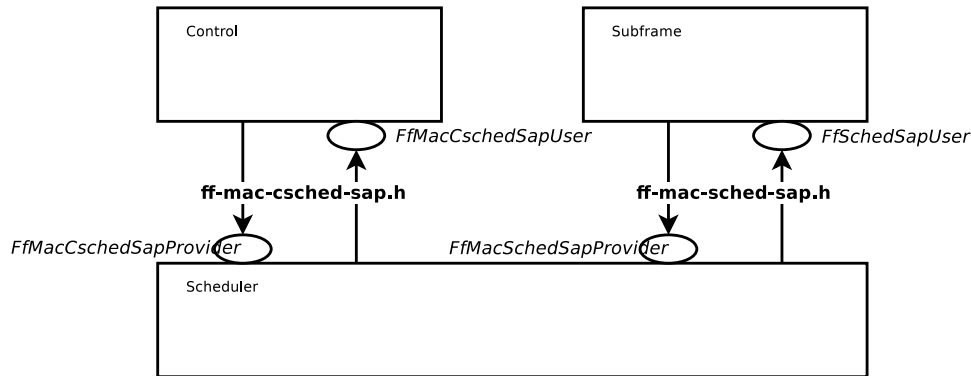 Control
Subframe
FfMacCschedSapUser
FfSchedSapUser
ff-mac-csched-sap.h
ff-mac-sched-sap.h
FfMacCschedSapProvider
FfMacSchedSapProvider
Scheduler